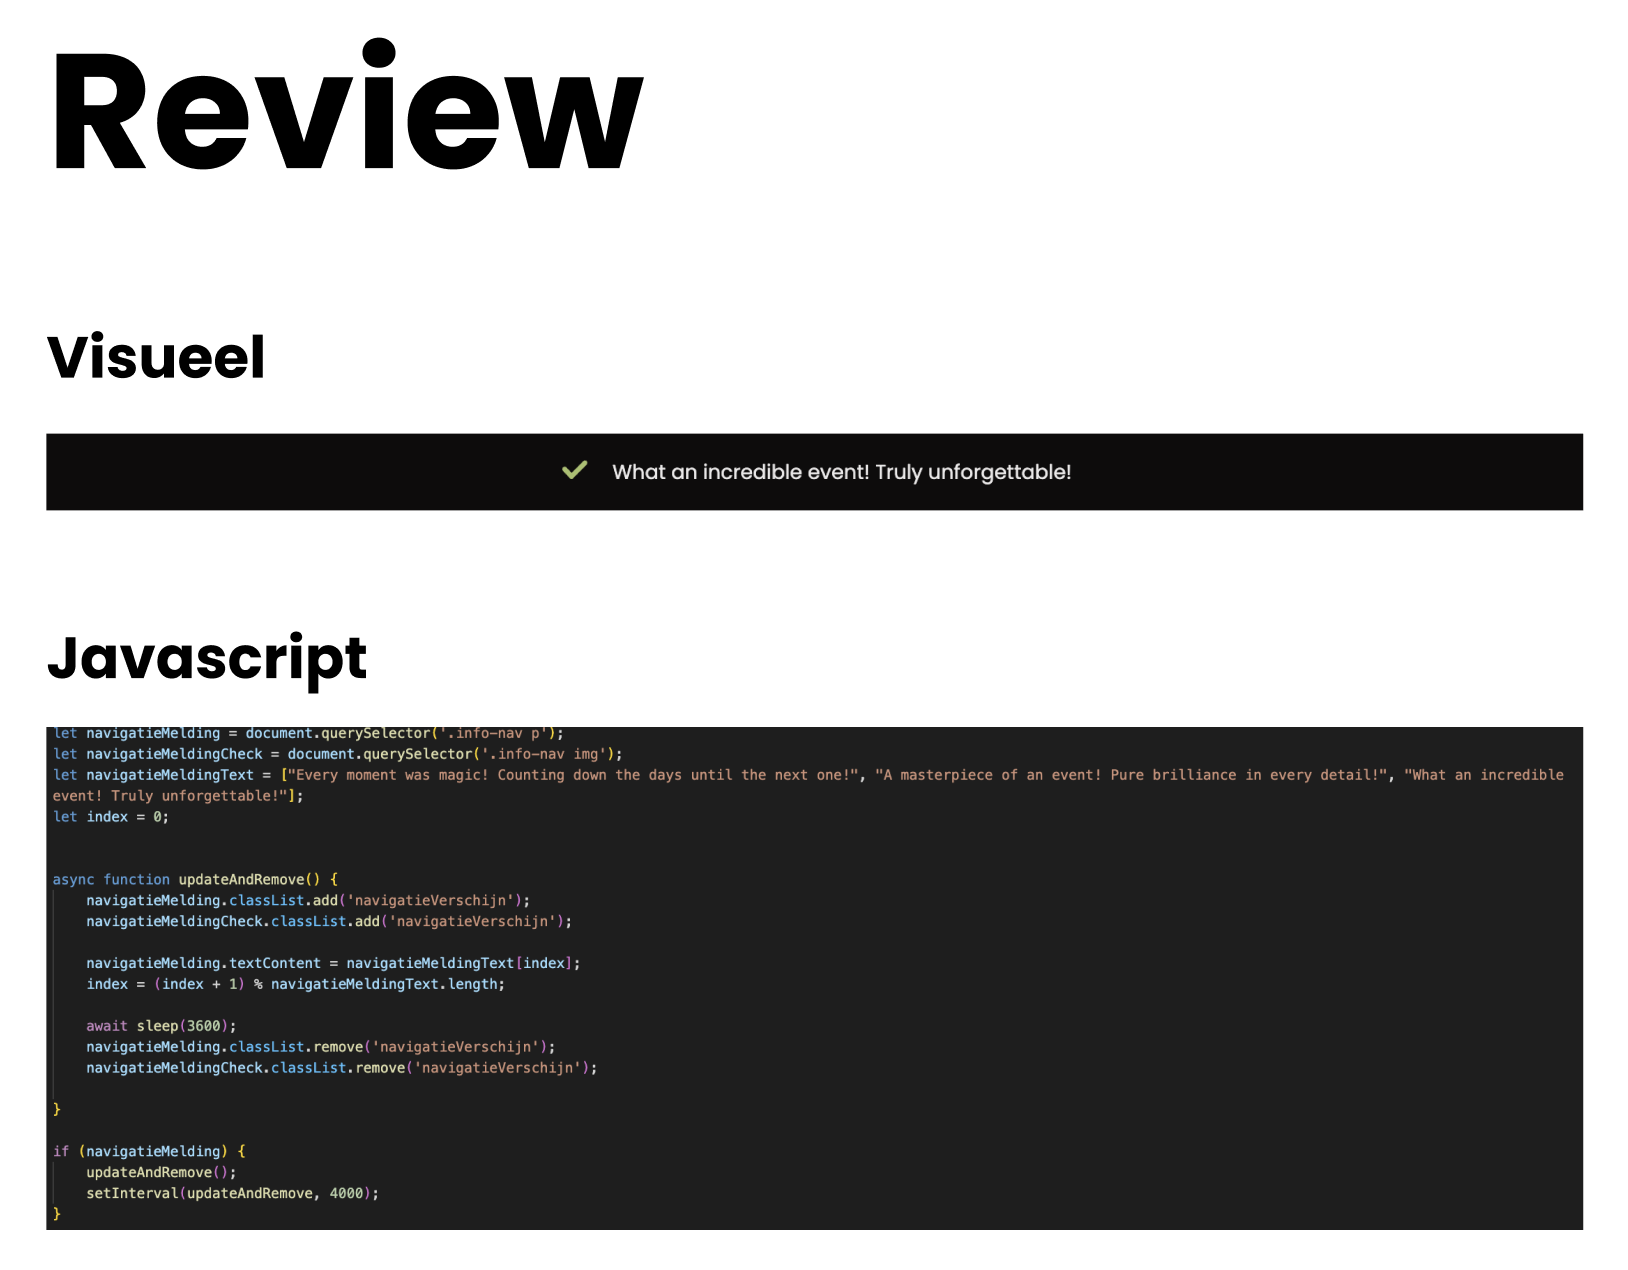 Review
Visueel
What an incredible event! Truly unforgettable!
Javascript
let navigatieMelding = document.querySelector('.info-nav p');
let navigatieMeldingCheck = document.querySelector('.info-nav img');
let navigatieMeldingText = ["Every moment was magic! Counting down the days until the next one!", "A masterpiece of an event! Pure brilliance in every detail!", "What an incredible
event! Truly unforgettable!"];
let index = 0;
async function updateAndRemove() {
    navigatieMelding.classList.add('navigatieVerschijn');
    navigatieMeldingCheck.classList.add('navigatieVerschijn');
    navigatieMelding.textContent = navigatieMeldingText[index];
    index = (index + 1) % navigatieMeldingText.length;
    await sleep(3600);
    navigatieMelding.classList.remove('navigatieVerschijn');
    navigatieMeldingCheck.classList.remove('navigatieVerschijn');
}
if (navigatieMelding) {
    updateAndRemove();
    setInterval(updateAndRemove, 4000);
}